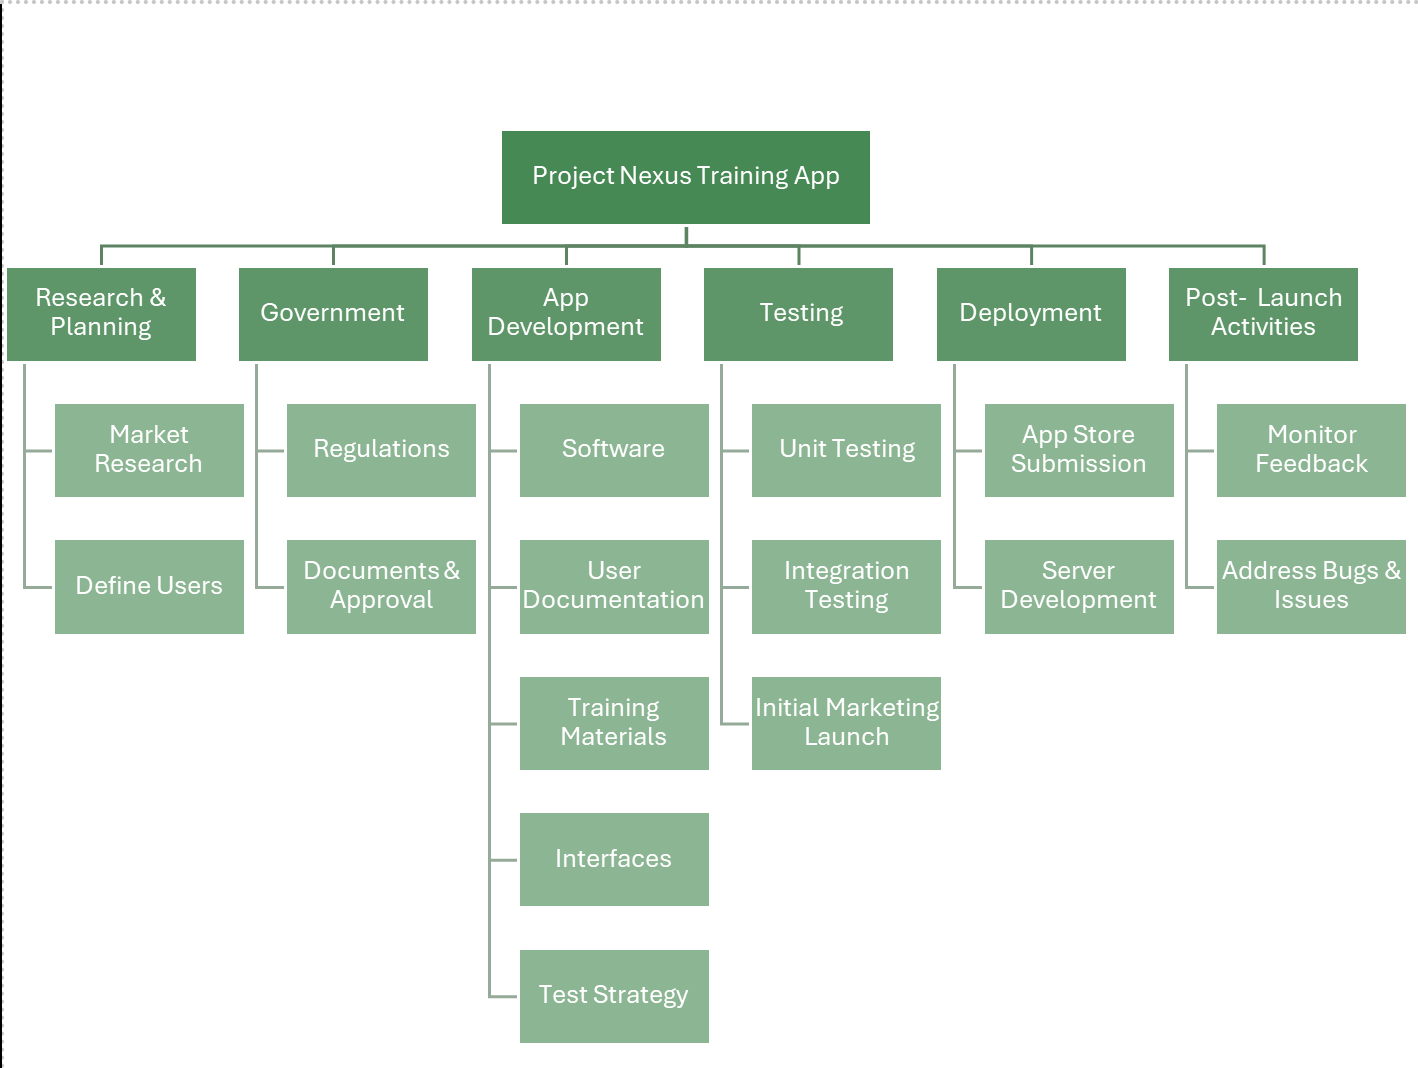 Project Nexus Training App
Research &
Planning
Government
App
Development
Testing
Deployment
Post-  Launch
Activities
Market
Research
Regulations
Software
Unit Testing
App Store
Submission
Monitor
Feedback
Define Users
Documents &
Approval
User
Documentation
Integration
Testing
Server
Development
Address Bugs &
Issues
Training
Materials
Initial Marketing
Launch
Interfaces
Test Strategy